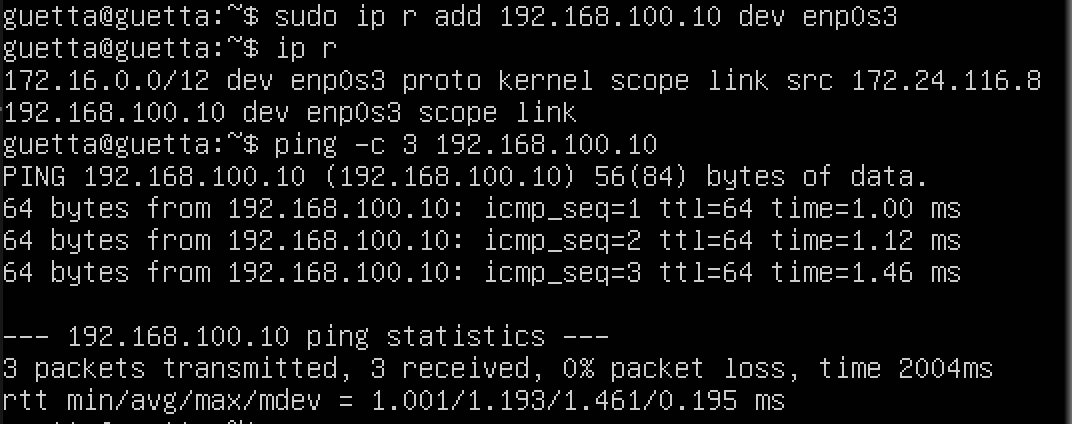 guetta@guetta:~$ sudo ip r add 192.168.100.10 dev enp0s3
guetta@guetta:~$ ip r
172.16.0.0/12 dev enp0s3 proto kernel scope link src 172.24.116.8
192.168.100.10 dev enp0s3 scope link
guetta@guetta:~$ ping -c 3 192.168.100.10
PING 192.168.100.10 (192.168.100.10) 56(84) bytes of data.
64 bytes from 192.168.100.10: icmp_seq=1 ttl=64 time=1.00 ms
64 bytes from 192.168.100.10: icmp_seq=2 ttl=64 time=1.12 ms
64 bytes from 192.168.100.10: icmp_seq=3 ttl=64 time=1.46 ms
--- 192.168.100.10 ping statistics ---
3 packets transmitted, 3 received, 0% packet loss, time 2004ms
rtt min/avg/max/mdev = 1.001/1.193/1.461/0.195 ms